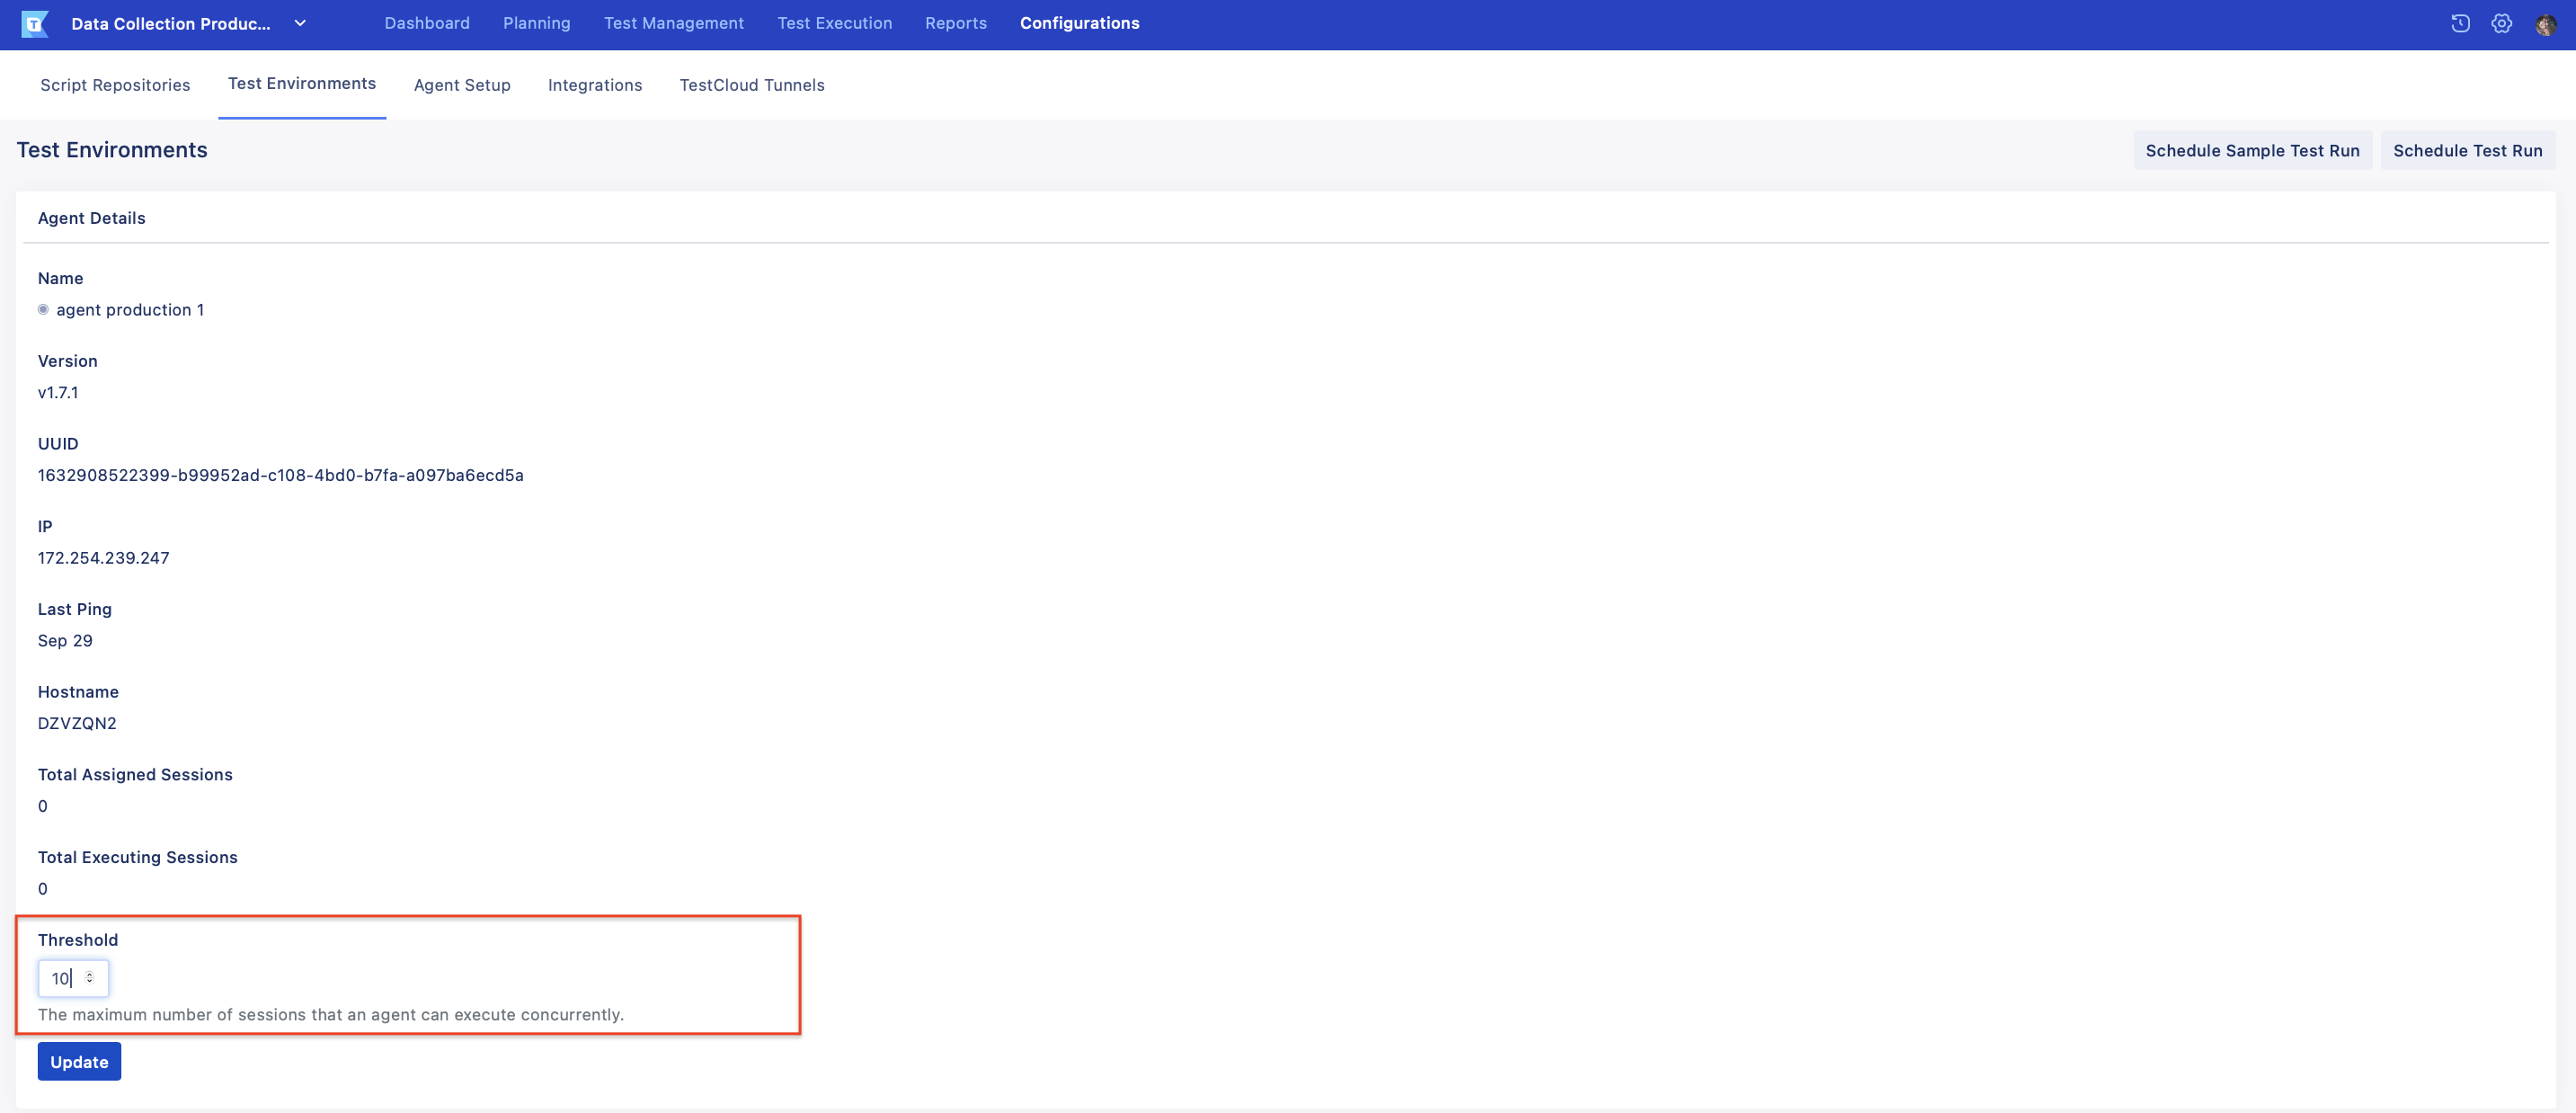 Data Collection Produc...
Dashboard
Planning
Test Management
Test Execution
Reports
Configurations
Script Repositories
Test Environments
Agent Setup
Integrations
TestCloud Tunnels
Test Environments
Schedule Sample Test Run
Schedule Test Run
Agent Details
Name
agent production 1
Version
v1.7.1
UUID
1632908522399-b99952ad-c108-4bd0-b7fa-a097ba6ecd5a
IP
172.254.239.247
Last Ping
Sep 29
Hostname
DZVZQN2
Total Assigned Sessions
0
Total Executing Sessions
0
Threshold
10
The maximum number of sessions that an agent can execute concurrently.
Update